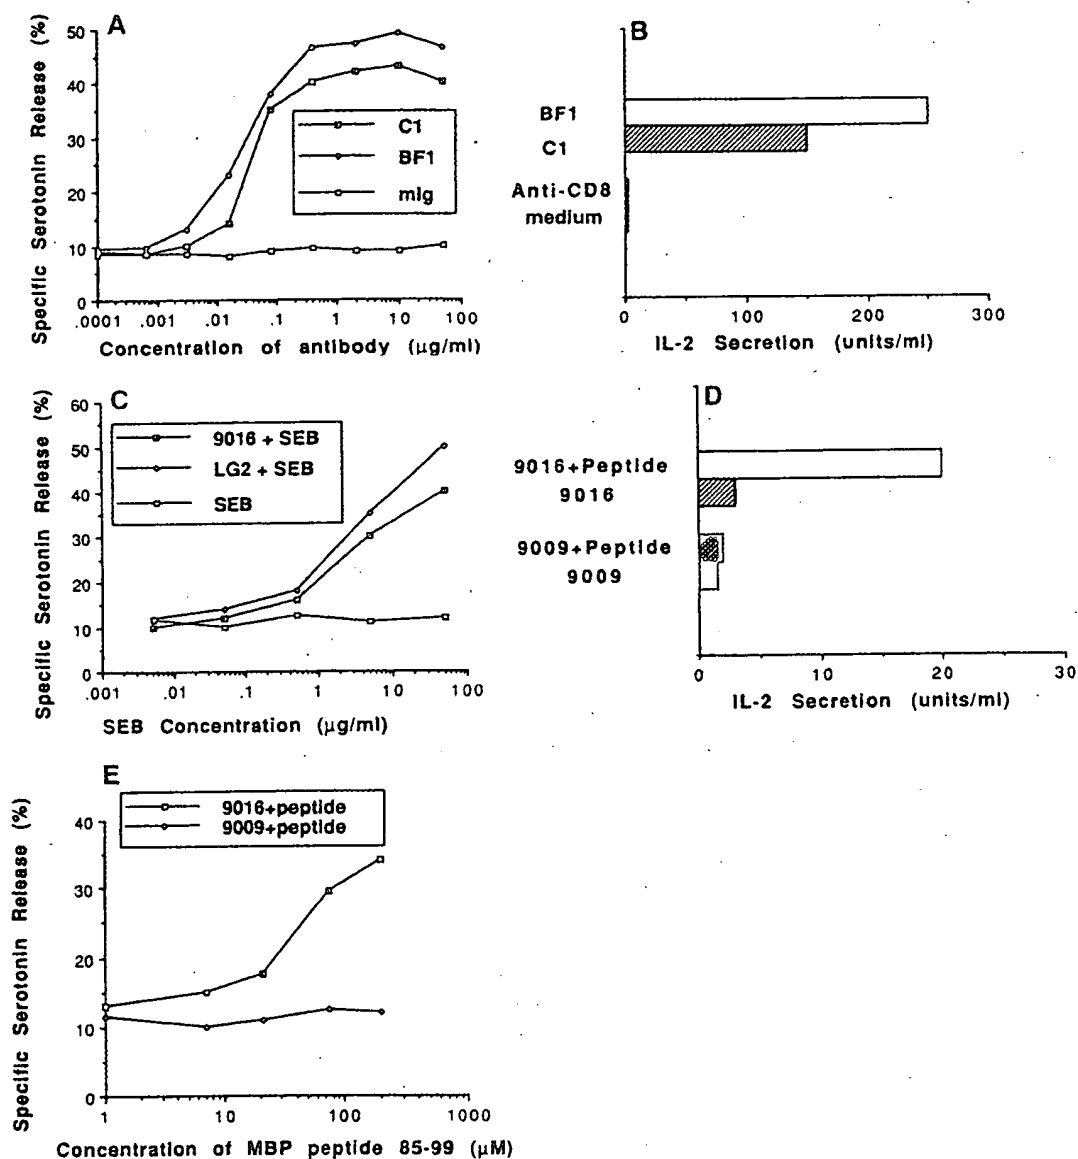 A
Specific Serotonin Release (%)
50
40
30
20
10
0
C1
BF1
mIg
.0001 .001 .01 .1 1 10 100
Concentration of antibody (µg/ml)
B
BF1
C1
Anti-CD8
medium
0 100 200 300
IL-2 Secretion (units/ml)
C
Specific Serotonin Release (%)
60
50
40
30
20
10
0
9016 + SEB
LG2 + SEB
SEB
.001 .01 .1 1 10 100
SEB Concentration (µg/ml)
D
9016+Peptide
9016
9009+Peptide
9009
0 10 20 30
IL-2 Secretion (units/ml)
E
Specific Serotonin Release (%)
9016+peptide
9009+peptide
40
30
20
10
0
1 10 100 1000
Concentration of MBP peptide 85-99 (µM)